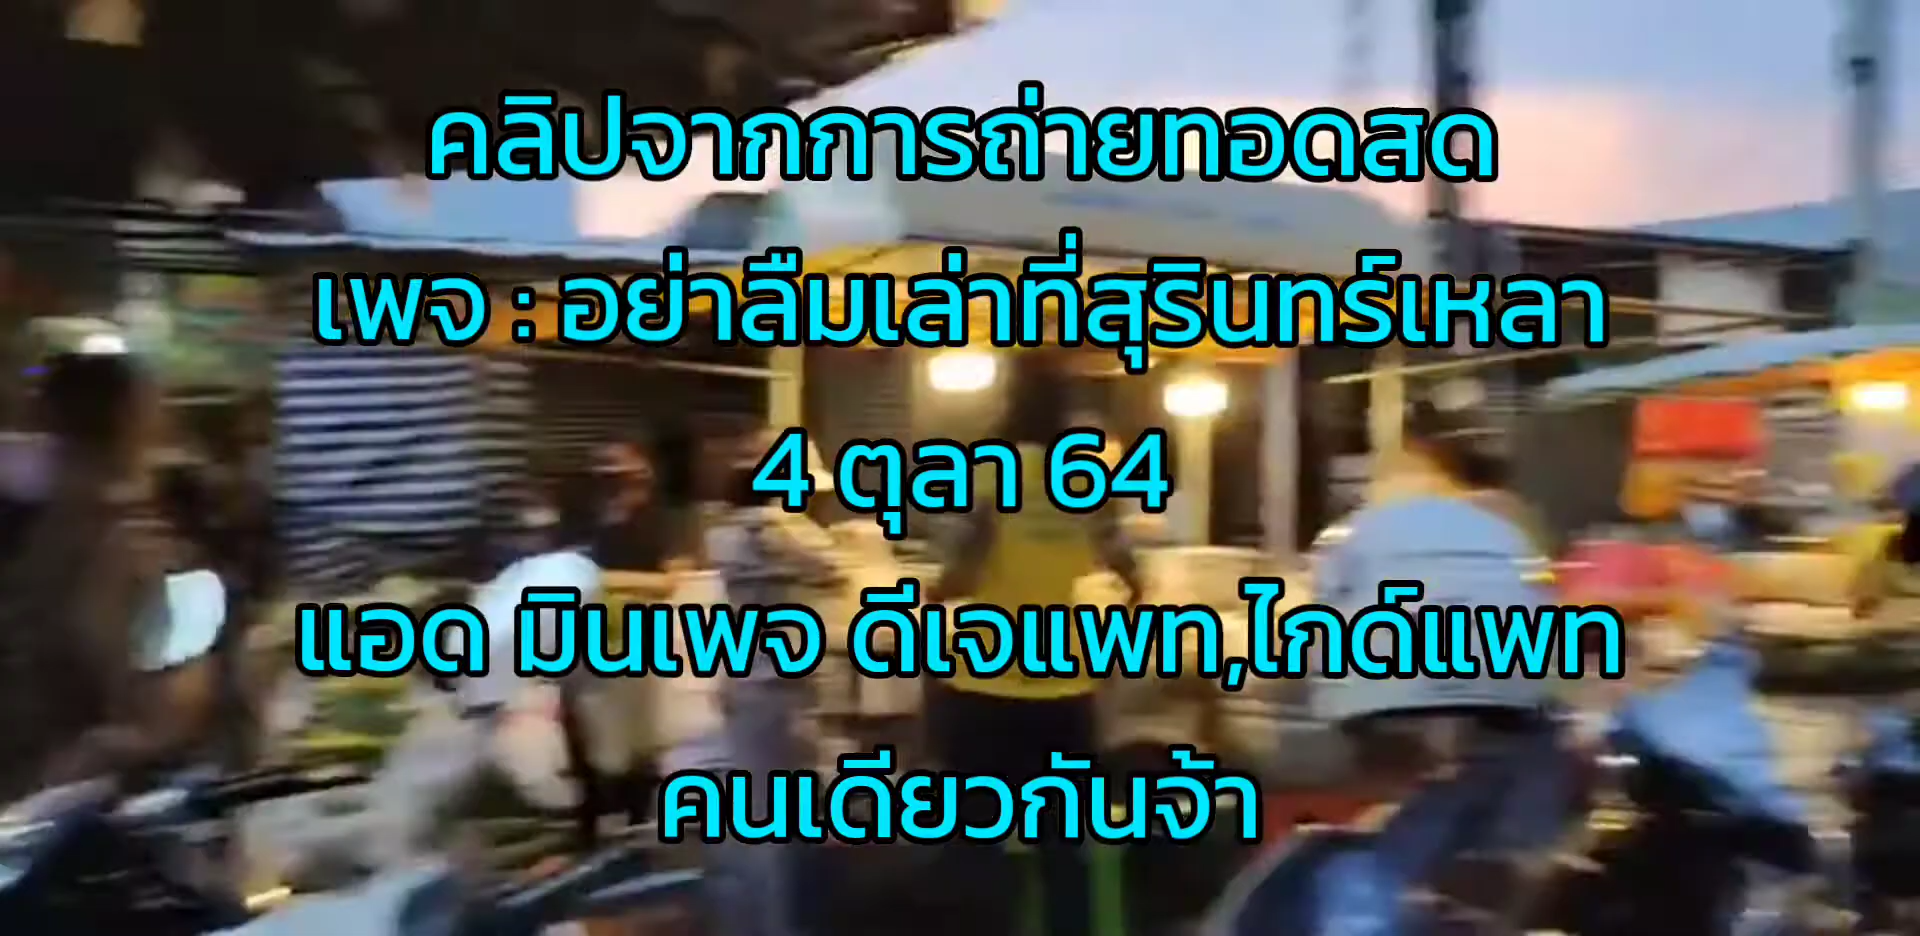 คลิปจากการถ่ายทอดสด
เพจ : อย่าลืมเล่าที่สุรินทร์เหลา
4 ตุลา 64
แอด มินเพจ ดีเจแพท,ไกด์แพท
คนเดียวกันจ้า